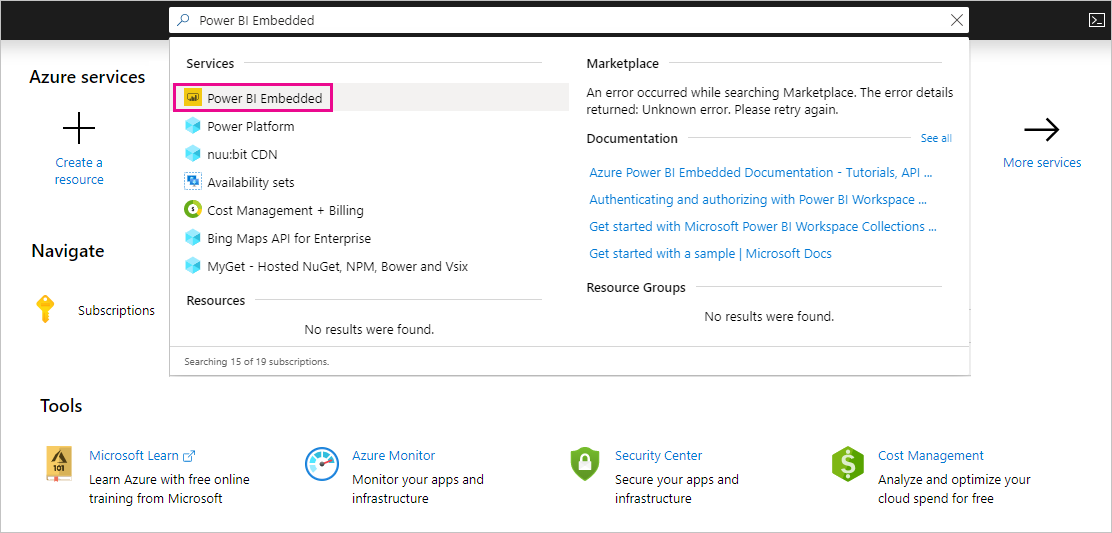 Power BI Embedded
Azure services
Create a
resource
Services
Power BI Embedded
Power Platform
nuu:bit CDN
Availability sets
Cost Management + Billing
Bing Maps API for Enterprise
MyGet - Hosted NuGet, NPM, Bower and Vsix
Resources
No results were found.
Marketplace
An error occurred while searching Marketplace. The error details
returned: Unknown error. Please retry again.
Documentation
See all
Azure Power BI Embedded Documentation - Tutorials, API ...
Authenticating and authorizing with Power BI Workspace ...
Get started with Microsoft Power BI Workspace Collections ...
Get started with a sample | Microsoft Docs
Resource Groups
No results were found.
Searching 15 of 19 subscriptions.
More services
Navigate
Subscriptions
Tools
101
Microsoft Learn
Learn Azure with free online
training from Microsoft
Azure Monitor
Monitor your apps and
infrastructure
Security Center
Secure your apps and
infrastructure
$
Cost Management
Analyze and optimize your
cloud spend for free